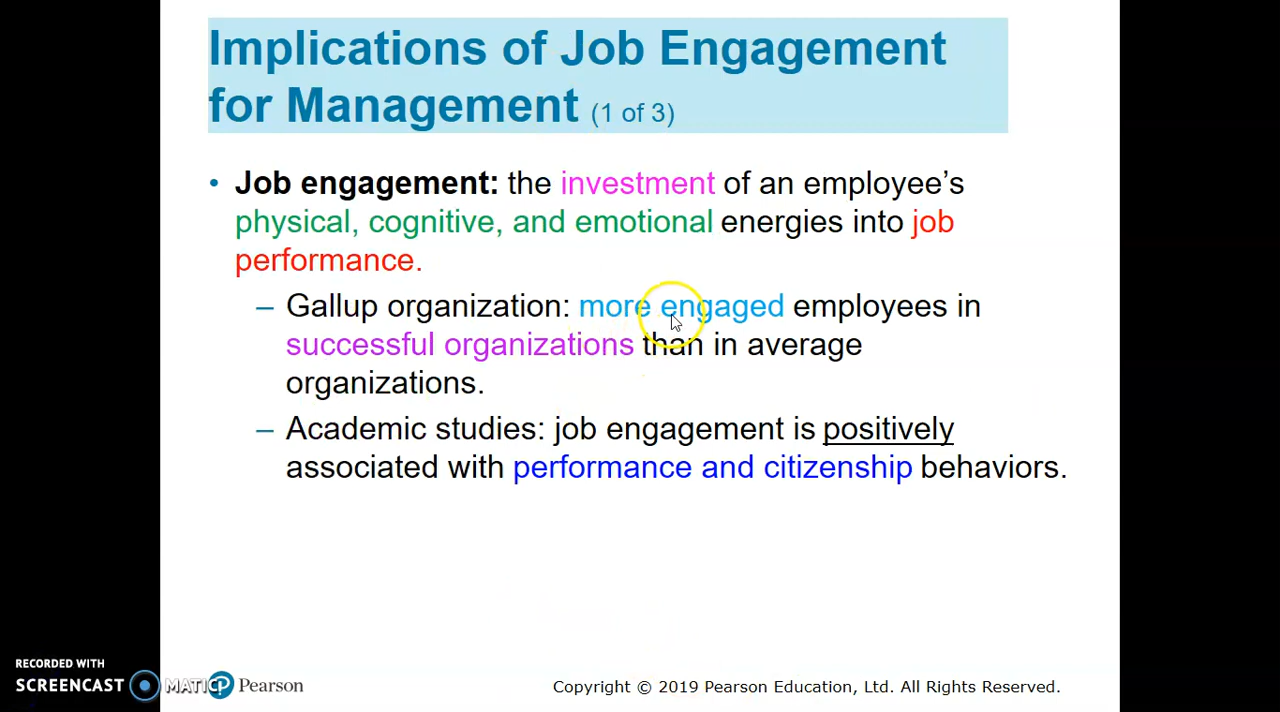 Implications of Job Engagement
for Management (1 of 3)
• Job engagement: the investment of an employee’s
physical, cognitive, and emotional energies into job
performance.
– Gallup organization: more engaged employees in
successful organizations than in average
organizations.
– Academic studies: job engagement is positively
associated with performance and citizenship behaviors.
RECORDED WITH
SCREENCAST MATIC
Pearson
Copyright © 2019 Pearson Education, Ltd. All Rights Reserved.